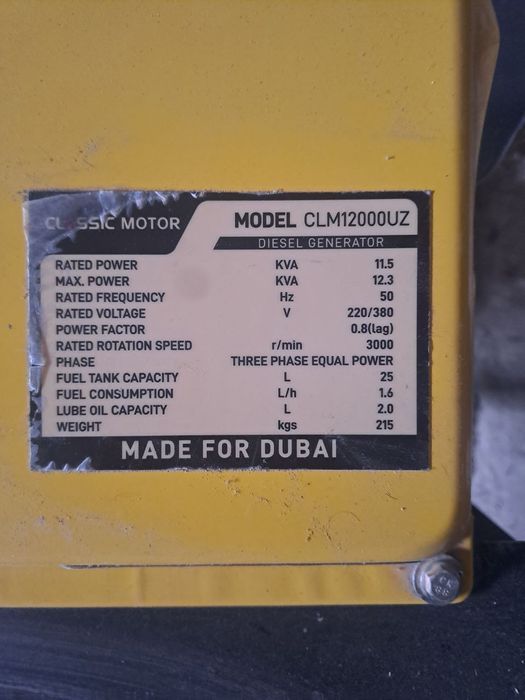 CLASSIC MOTOR
MODEL CLM12000UZ
DIESEL GENERATOR
RATED POWER KVA 11.5
MAX. POWER KVA 12.3
RATED FREQUENCY Hz 50
RATED VOLTAGE V 220/380
POWER FACTOR 0.8(lag)
RATED ROTATION SPEED r/min 3000
PHASE THREE PHASE EQUAL POWER
FUEL TANK CAPACITY L 25
FUEL CONSUMPTION L/h 1.6
LUBE OIL CAPACITY L 2.0
WEIGHT kgs 215
MADE FOR DUBAI